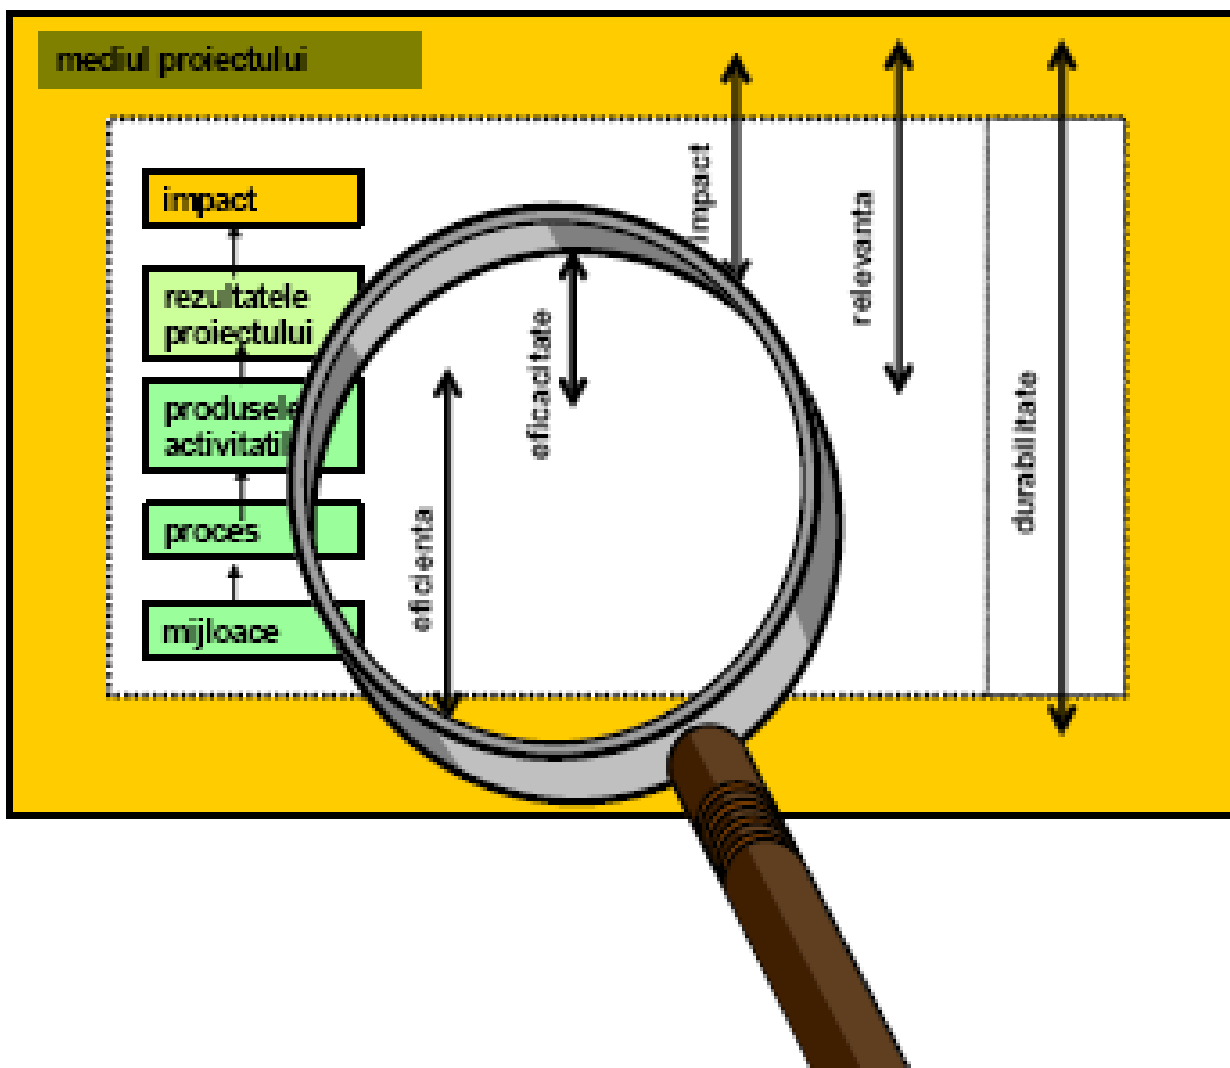 mediul proiectului
impact
rezultatele
proiectului
produsele
activitatil
proces
mijloace
eficienta
eficacitate
impact
relevanta
durabilitate